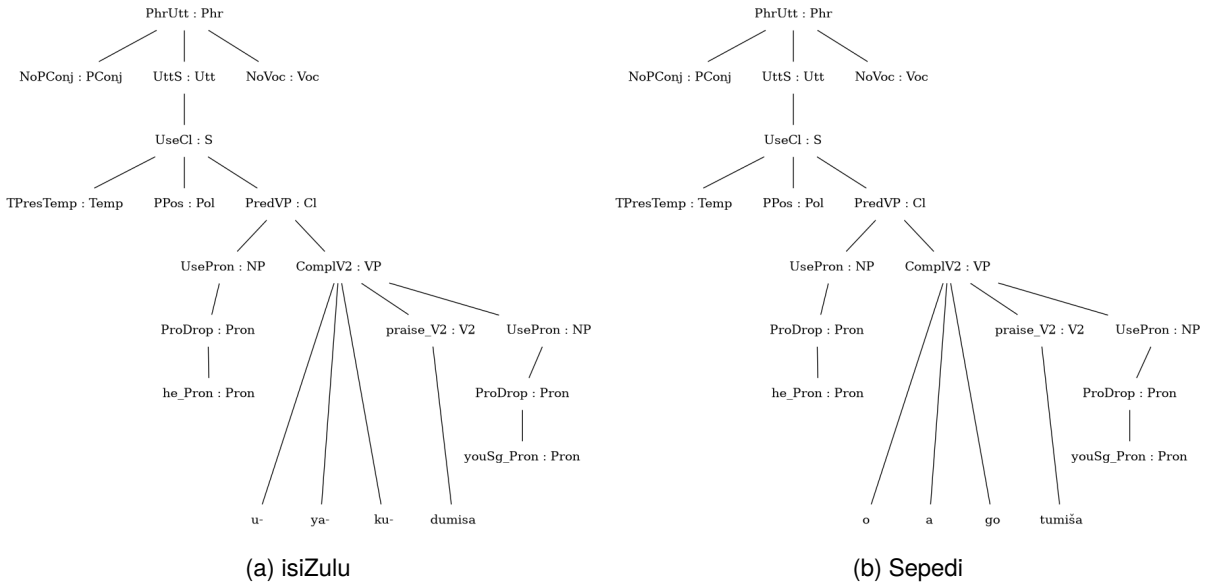 PhrUtt : Phr
NoPConj : PConj UttS : Utt NoVoc : Voc
UseCl : S
TPresTemp : Temp PPos : Pol PredVP : Cl
UsePron : NP ComplV2 : VP
ProDrop : Pron praise_V2 : V2 UsePron : NP
he_Pron : Pron ProDrop : Pron
youSg_Pron : Pron
u- ya- ku- dumisa
(a) isiZulu
PhrUtt : Phr
NoPConj : PConj UttS : Utt NoVoc : Voc
UseCl : S
TPresTemp : Temp PPos : Pol PredVP : Cl
UsePron : NP ComplV2 : VP
ProDrop : Pron praise_V2 : V2 UsePron : NP
he_Pron : Pron ProDrop : Pron
youSg_Pron : Pron
o a go tumiša
(b) Sepedi